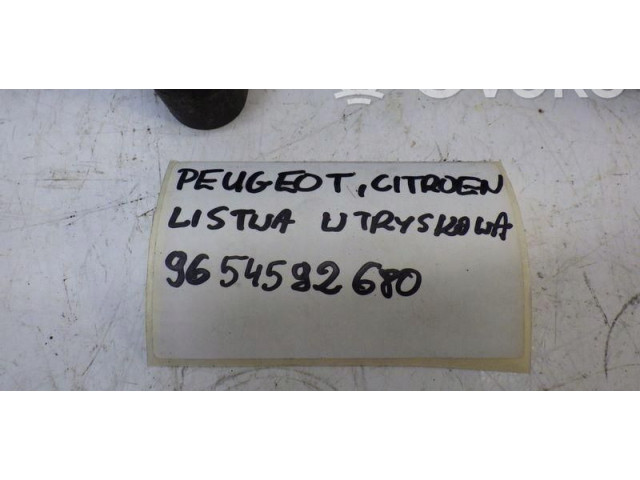 PEUGEOT, CITROEN
LISTWA WTRYSKOWA
9654592680